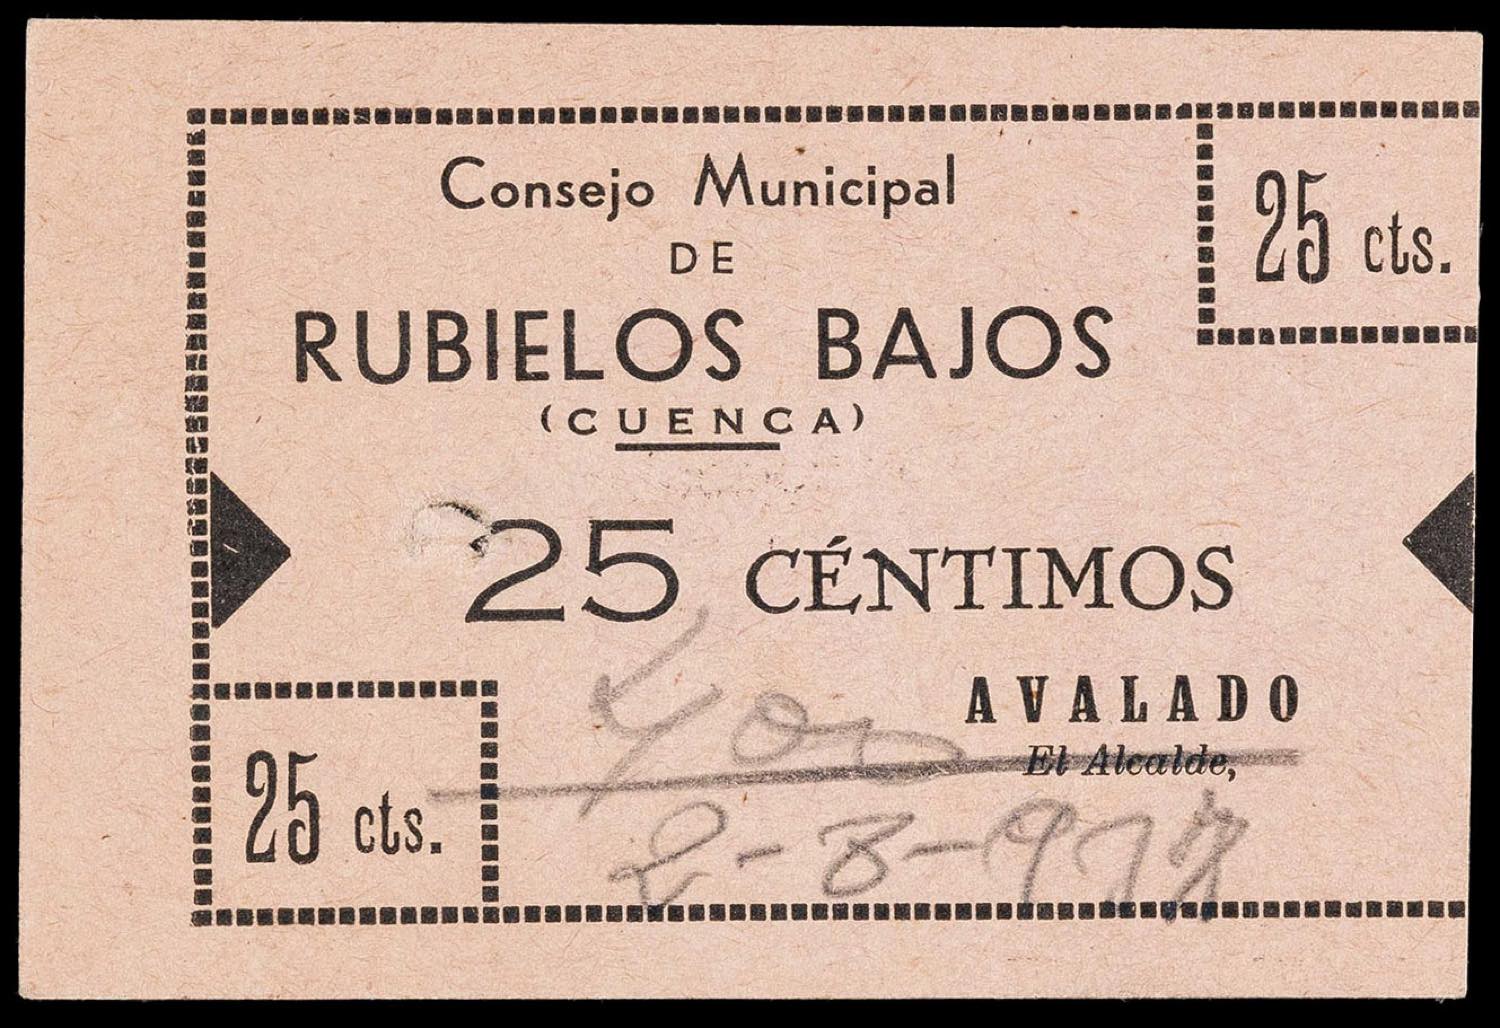 Consejo Municipal
DE
RUBIELOS BAJOS
(CUENCA)
25 cts.
25 CÉNTIMOS
AVALADO
El Alcalde,
25 cts.